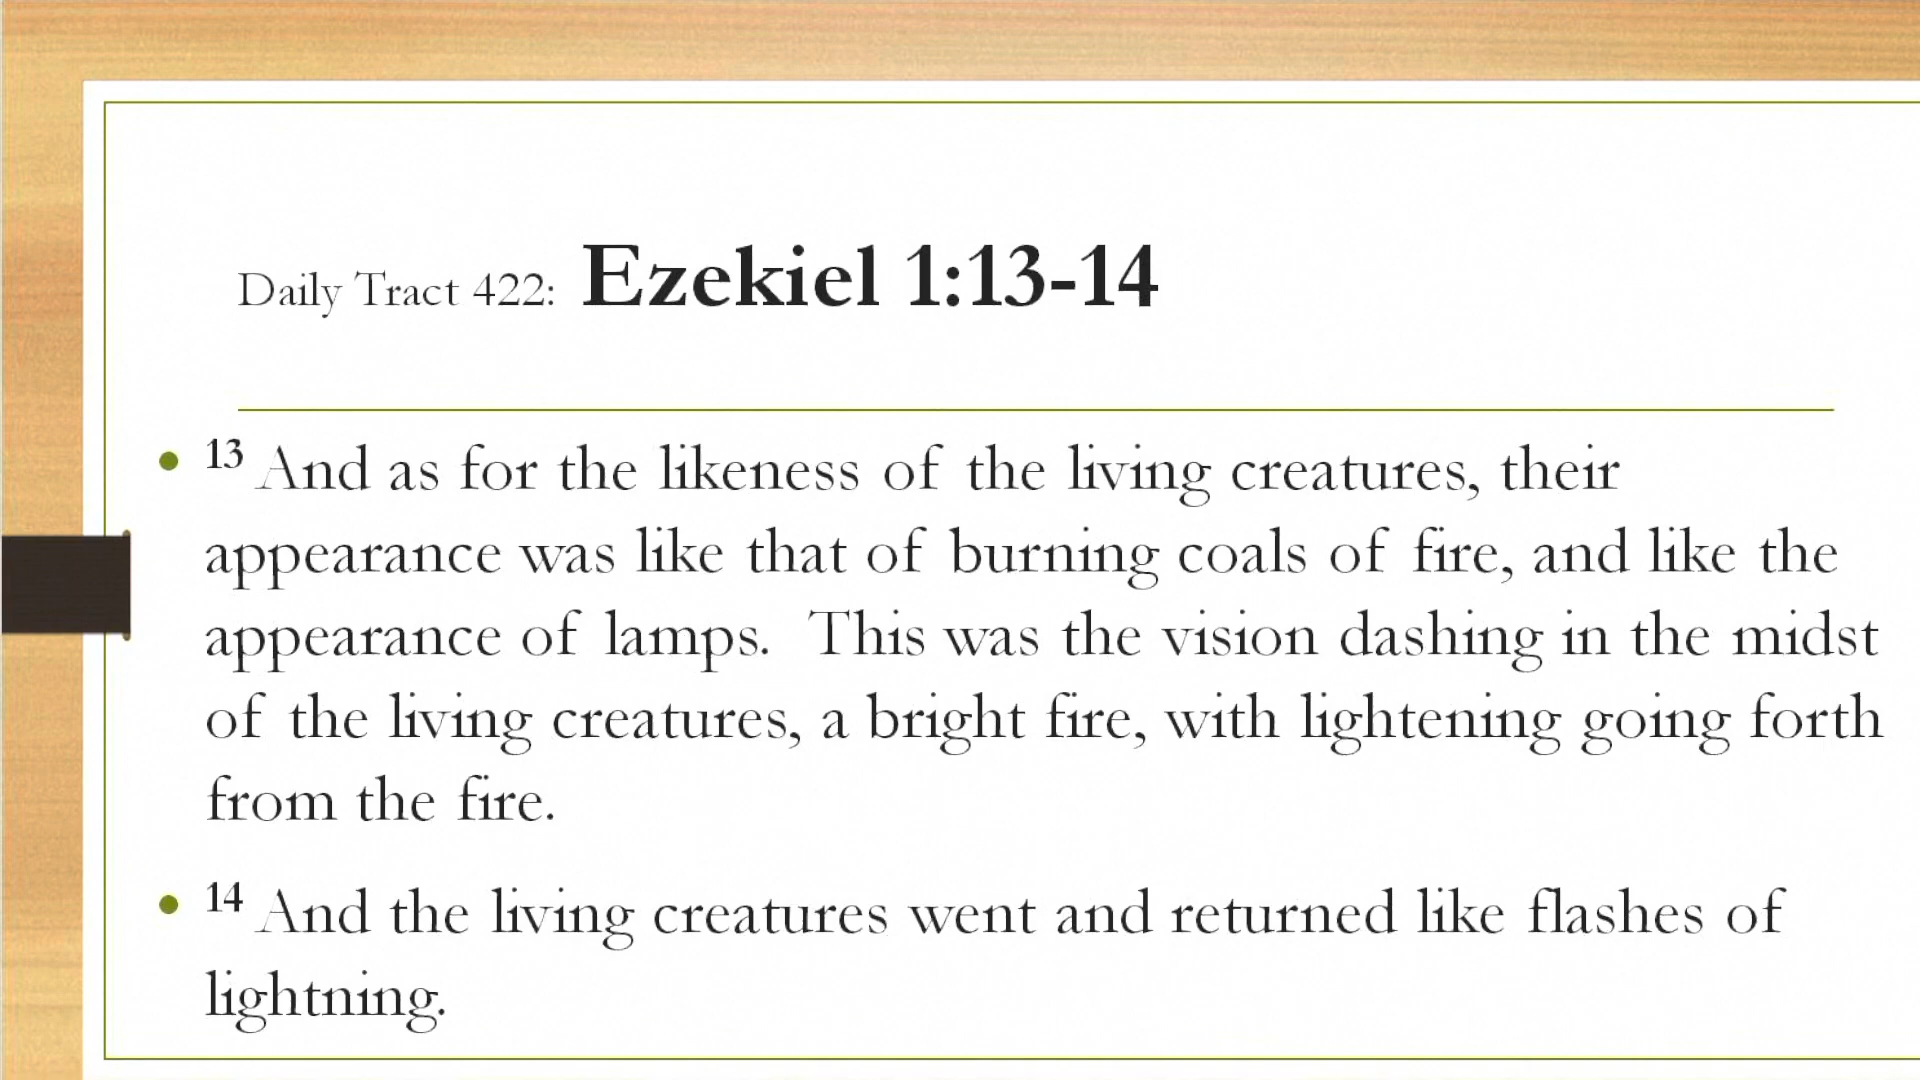 Daily Tract 422: Ezekiel 1:13-14
• 13 And as for the likeness of the living creatures, their
appearance was like that of burning coals of fire, and like the
appearance of lamps. This was the vision dashing in the midst
of the living creatures, a bright fire, with lightening going forth
from the fire.
• 14 And the living creatures went and returned like flashes of
lightning.